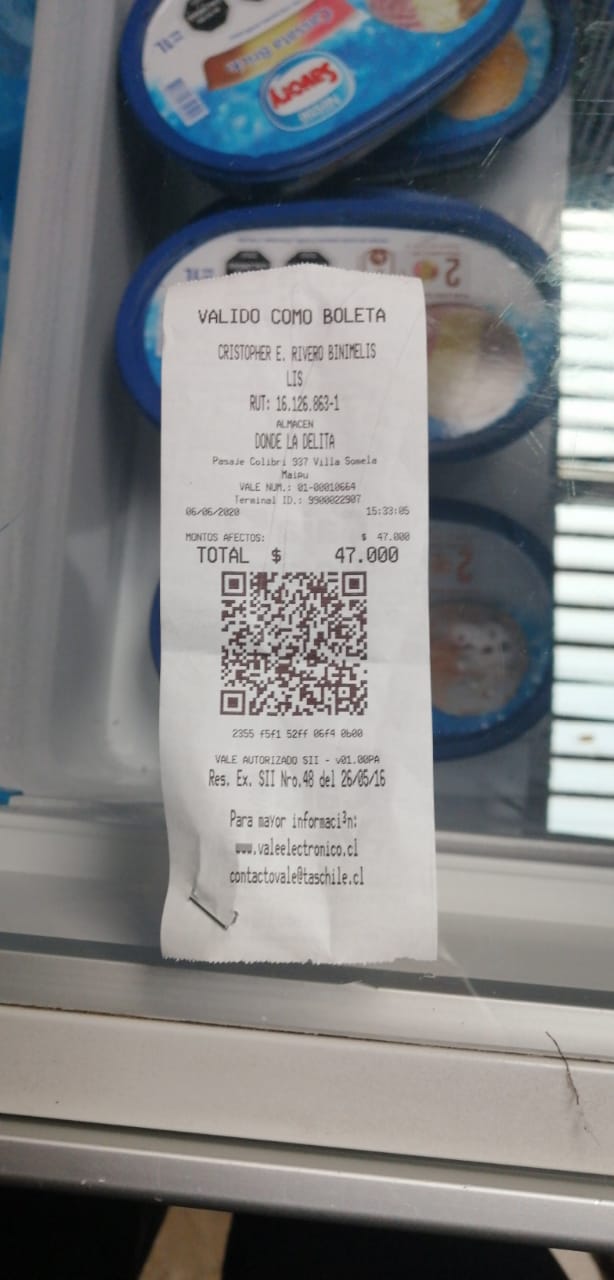 Savory
Cassata Brick
VALIDO COMO BOLETA
CRISTOPHER E. RIVERO BINIMELIS
LIS
RUT: 16.126.863-1
ALMACEN
DONDE LA DELITA
Pasaje Colibri 937 Villa Somela
Maipu
VALE NUM.: 01-00010664
Terminal ID.: 9900022907
06/06/2020 15:33:05
MONTOS AFECTOS: $ 47.000
TOTAL $ 47.000
2355 f5f1 52ff 06f4 0b00
VALE AUTORIZADO SII - v01.00PA
Res. Ex. SII Nro.48 del 26/05/16
Para mayor informaci³n:
www.valeelectronico.cl
contactovale@taschile.cl